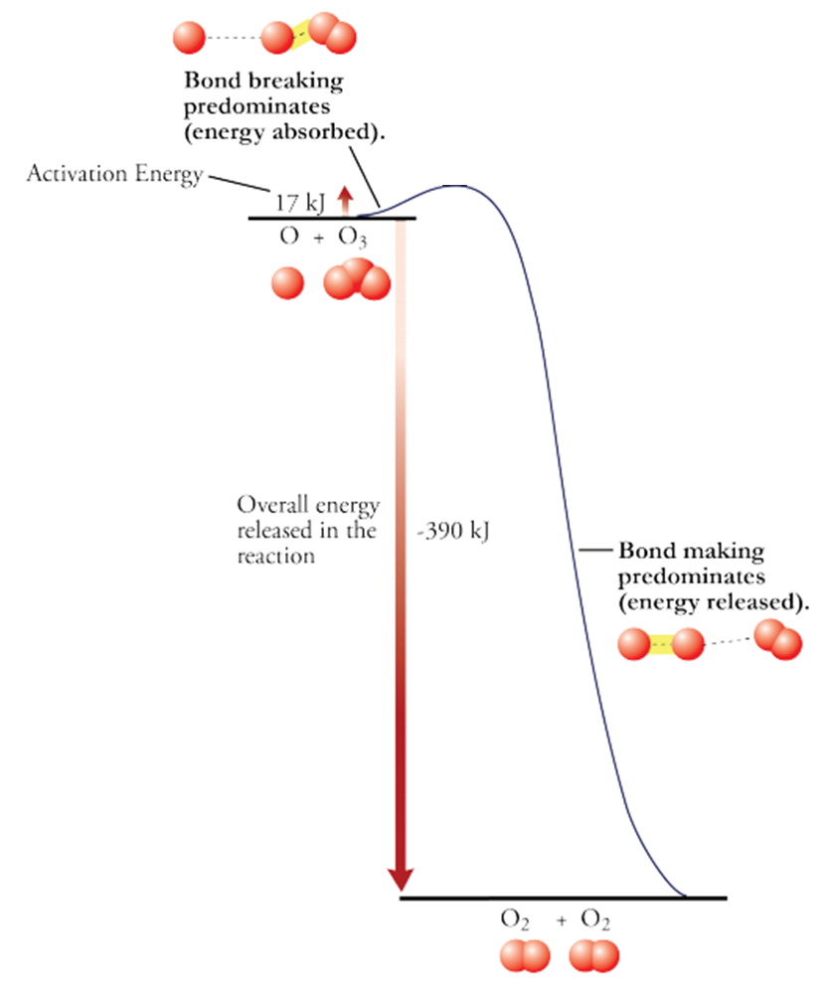 Bond breaking
predominates
(energy absorbed).
Activation Energy
17 kJ
O + O₃
Overall energy
released in the
reaction
-390 kJ
Bond making
predominates
(energy released).
O₂ + O₂